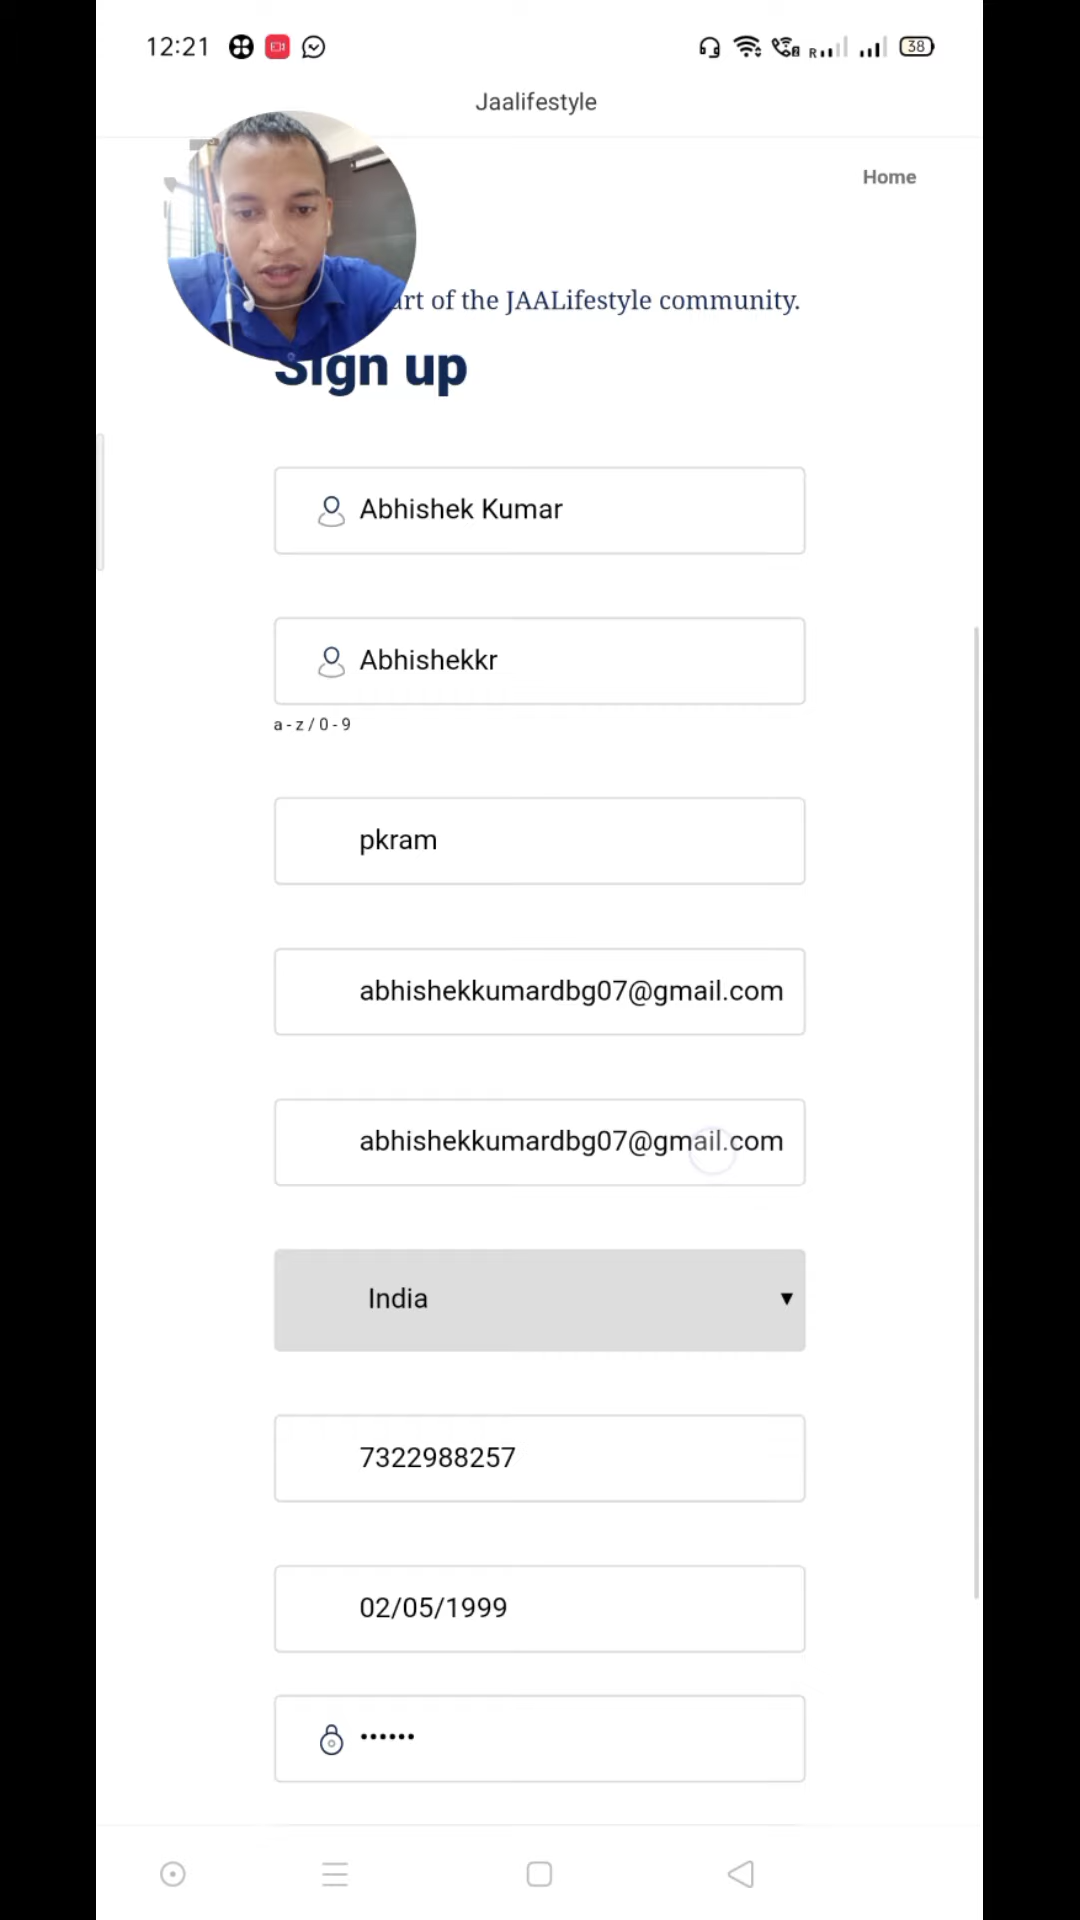 12:21
R
38
Jaalifestyle
Home
art of the JAALifestyle community.
Sign up
Abhishek Kumar
Abhishekkr
a - z / 0 - 9
pkram
abhishekkumardbg07@gmail.com
abhishekkumardbg07@gmail.com
India
7322988257
02/05/1999
••••••